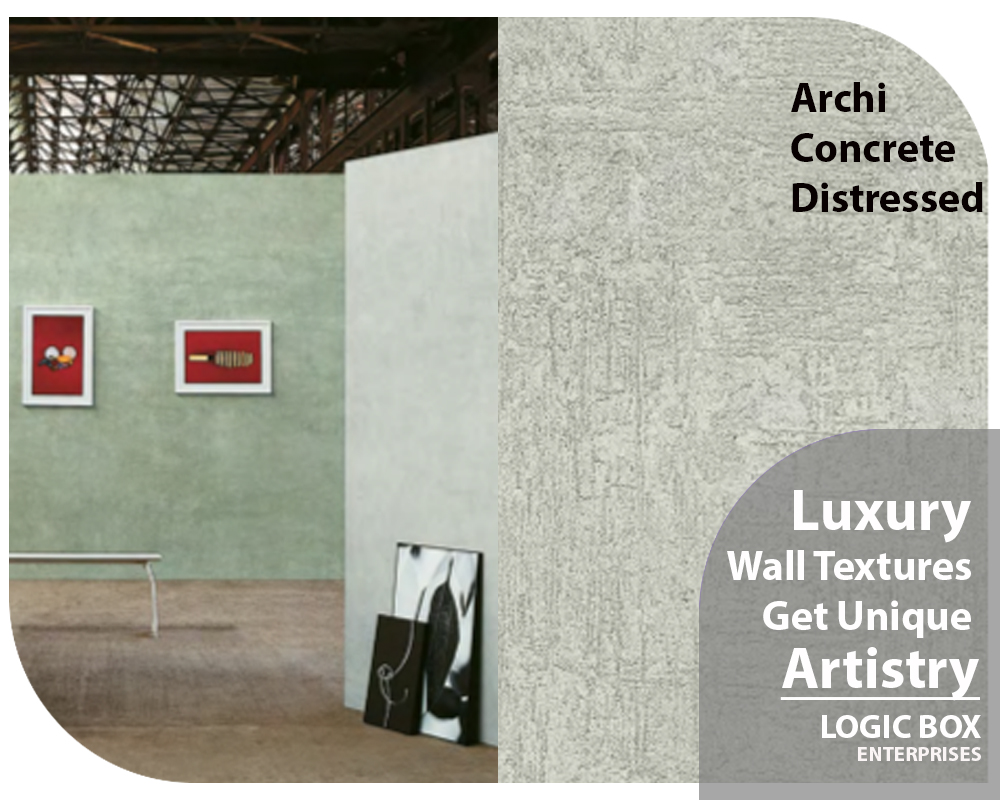 Archi
Concrete
Distressed
Luxury
Wall Textures
Get Unique
Artistry
LOGIC BOX
ENTERPRISES